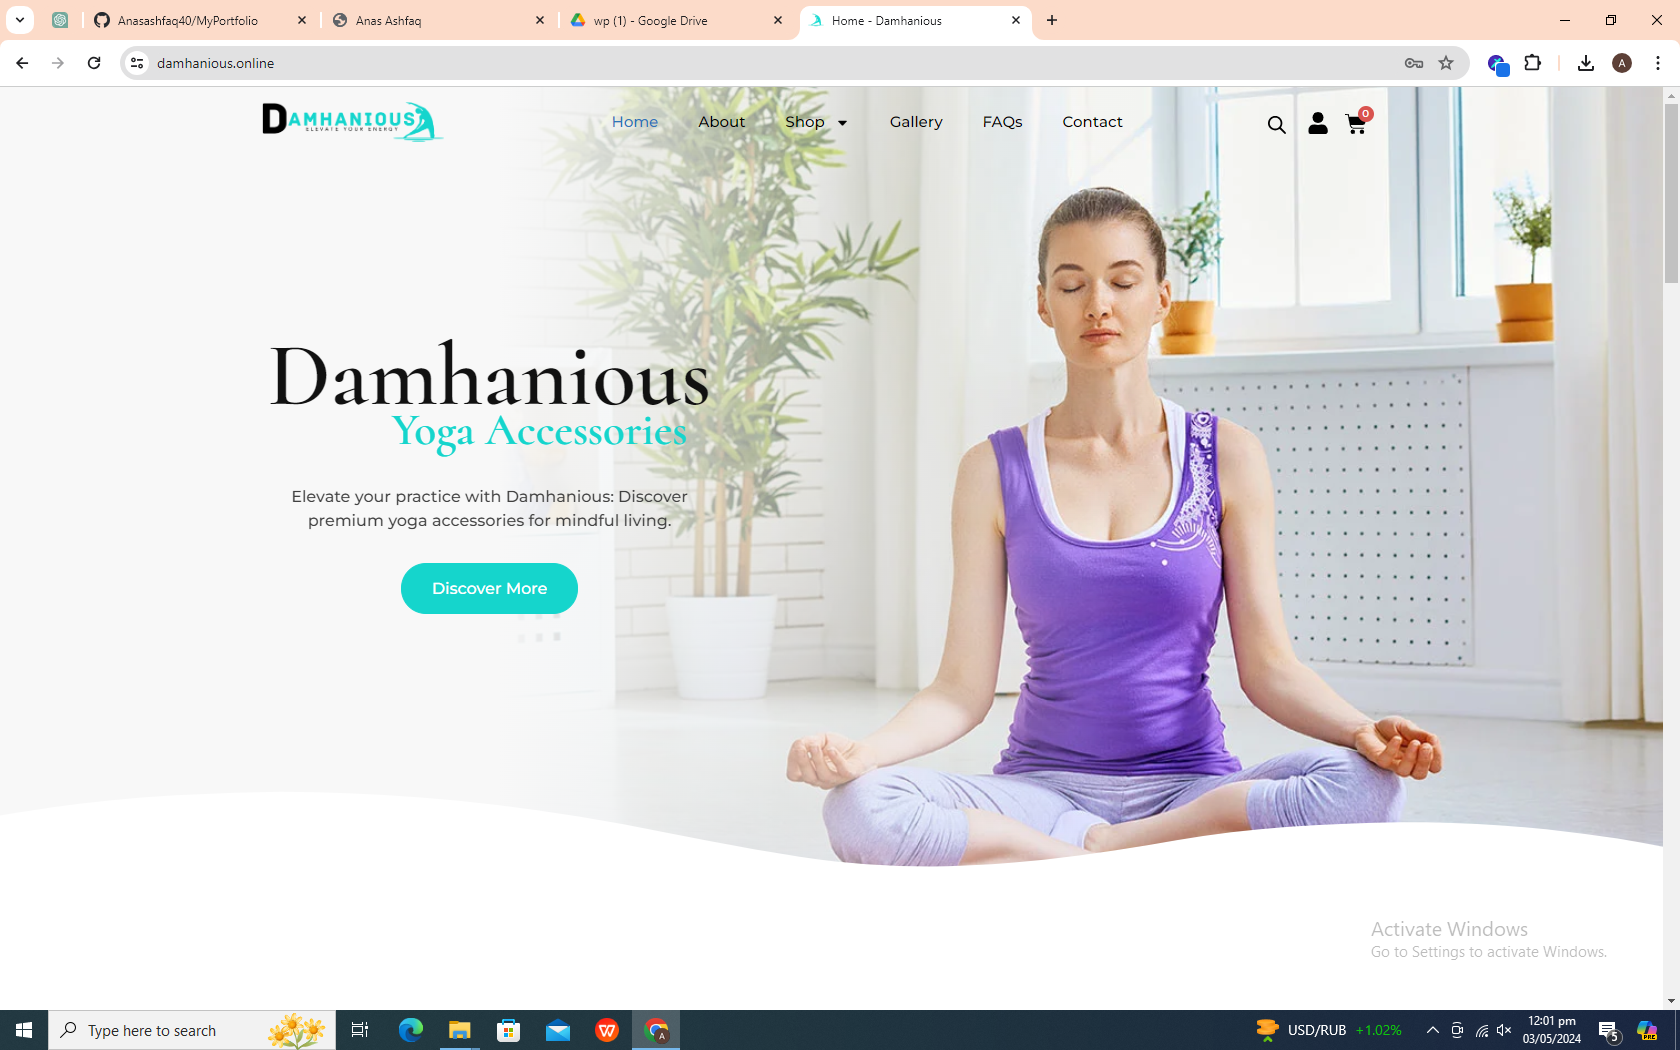 Anasashfaq40/MyPortfolio
Anas Ashfaq
wp (1) - Google Drive
Home - Damhanious
damhanious.online
A
DAMHANIOUS
ELEVATE YOUR ENERGY
Home
About
Shop
Gallery
FAQs
Contact
0
Damhanious
Yoga Accessories
Elevate your practice with Damhanious: Discover
premium yoga accessories for mindful living.
Discover More
Activate Windows
Go to Settings to activate Windows.
Type here to search
W
A
USD/RUB +1.02%
12:01 pm
03/05/2024
5
PRE